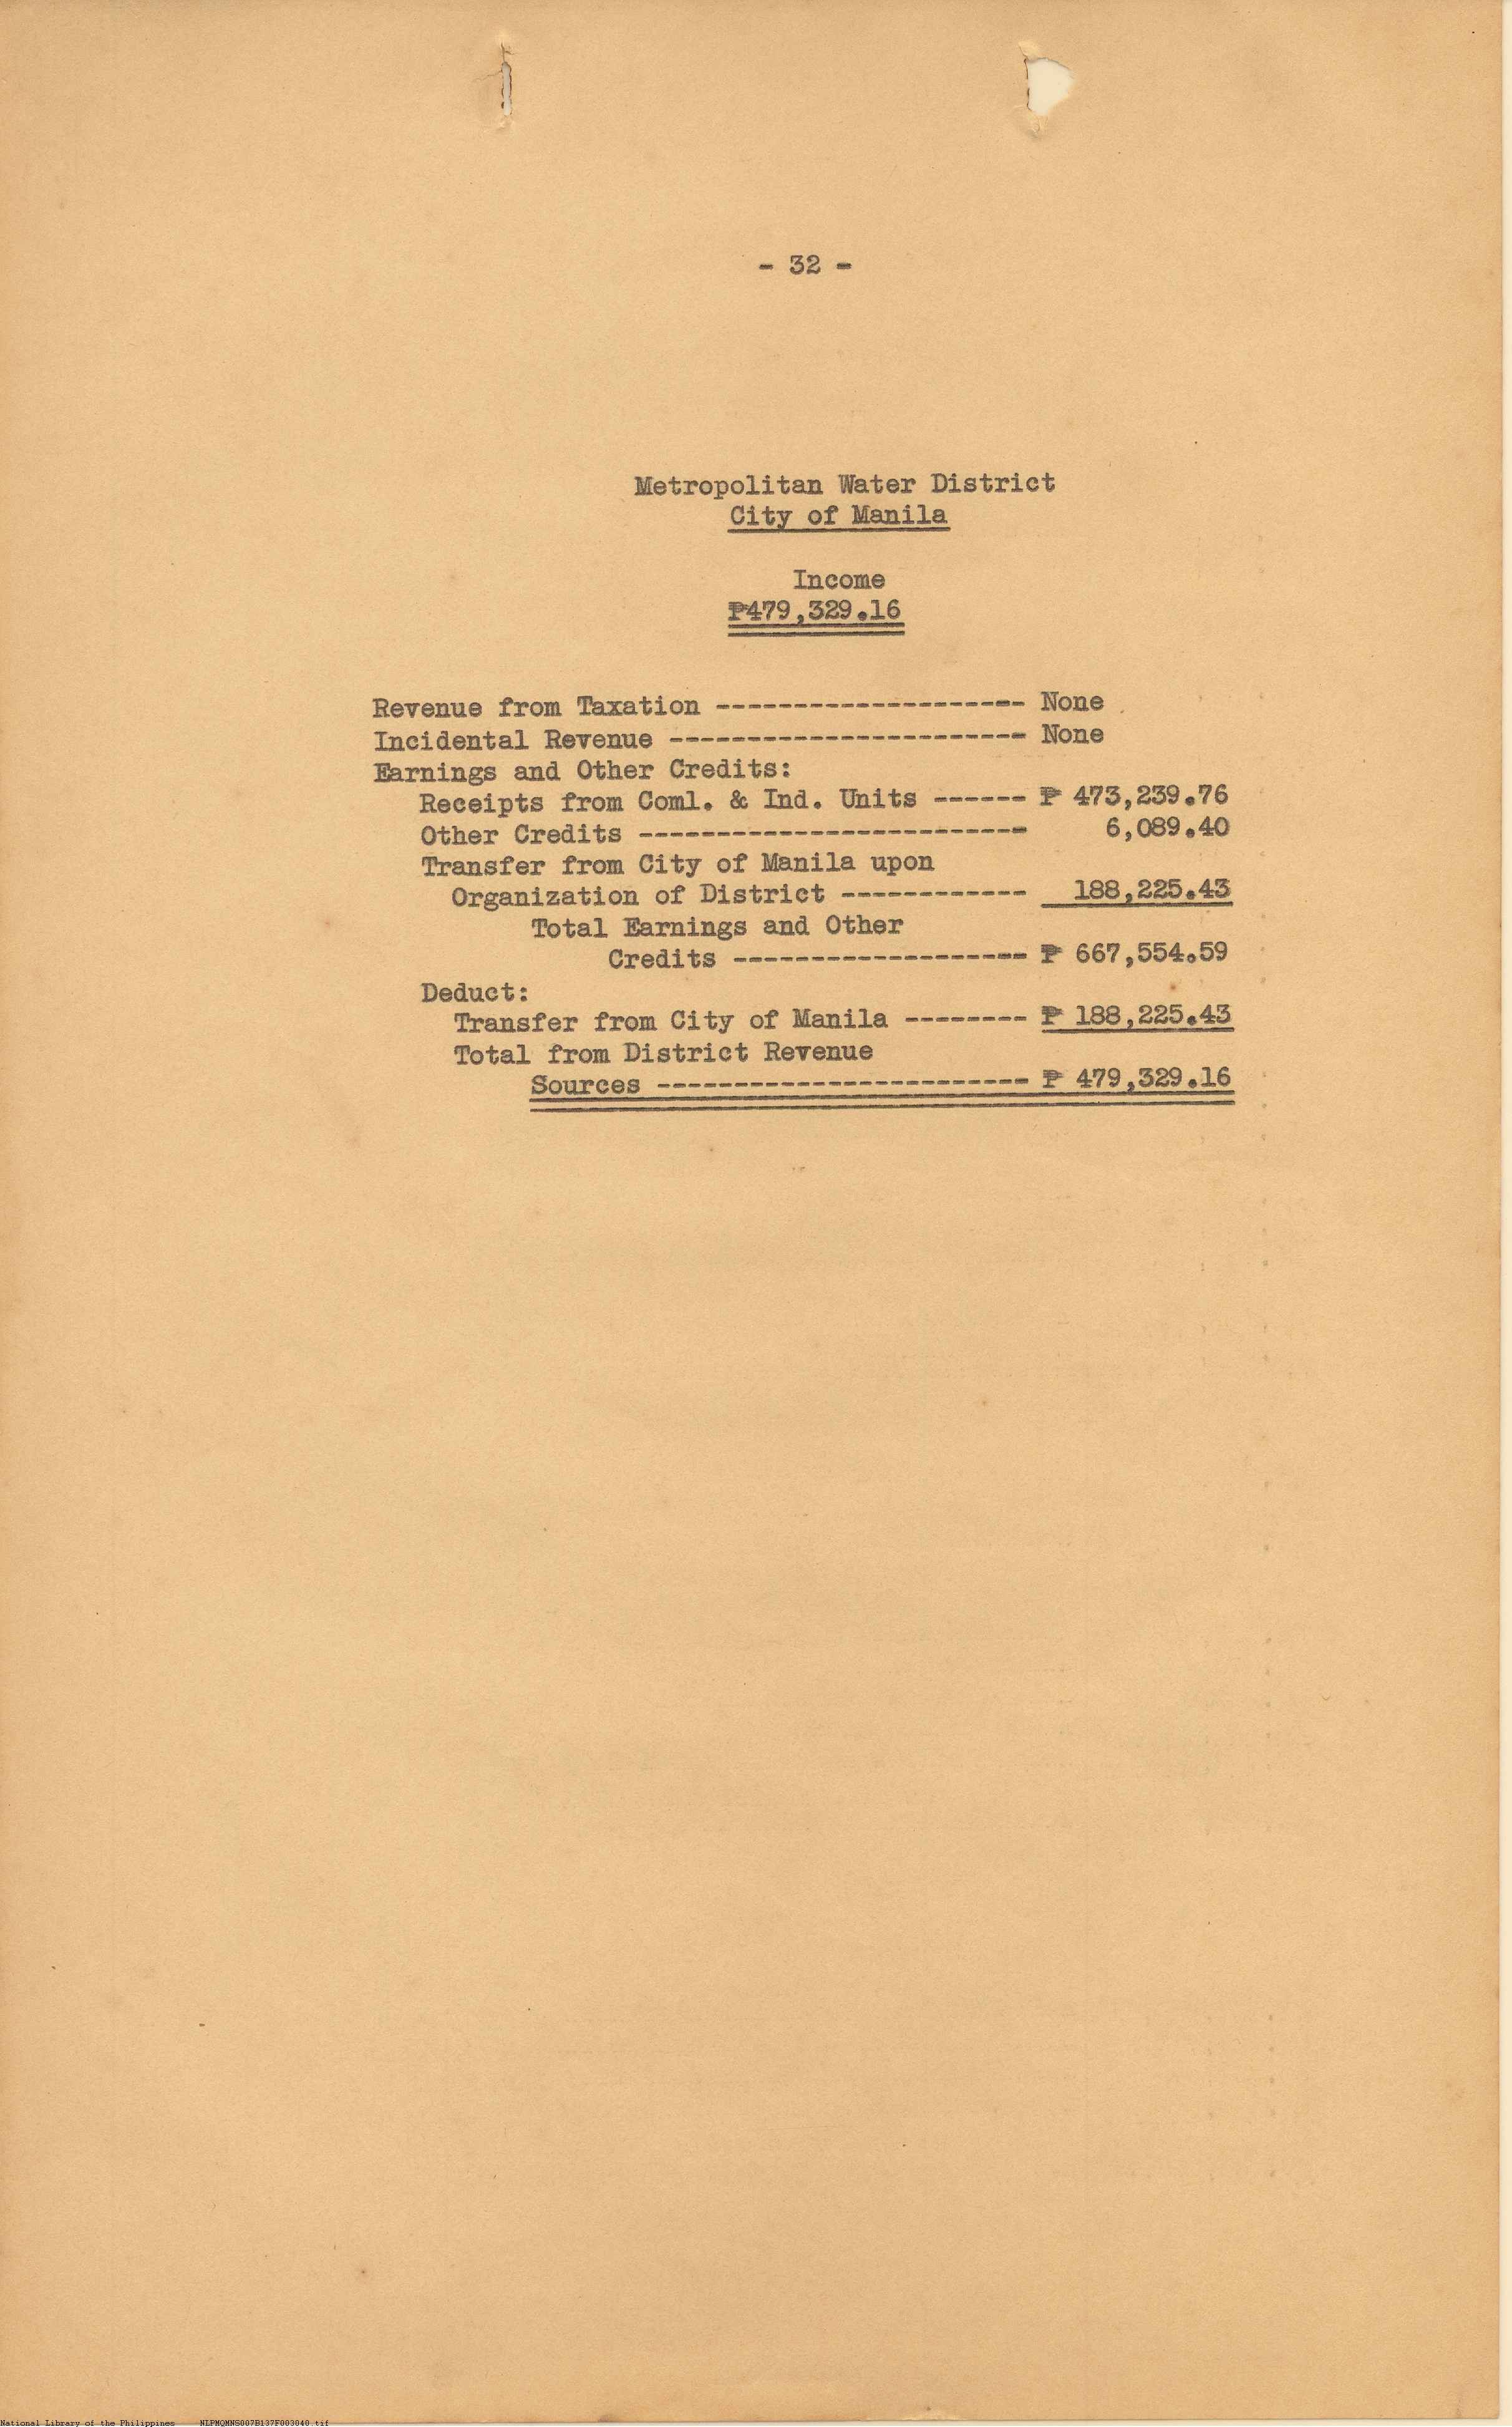 - 32 -
Metropolitan Water District
City of Manila
Income
₱479,329.16
Revenue from Taxation -------------------- None
Incidental Revenue ----------------------- None
Earnings and Other Credits:
Receipts from Coml. & Ind. Units ------ ₱ 473,239.76
Other Credits ------------------------- 6,089.40
Transfer from City of Manila upon
Organization of District ------------ 188,225.43
Total Earnings and Other
Credits ------------------- ₱ 667,554.59
Deduct:
Transfer from City of Manila -------- ₱ 188,225.43
Total from District Revenue
Sources ------------------------ ₱ 479,329.16
National Library of the Philippines NLPMQMNS007B137F003040.tif